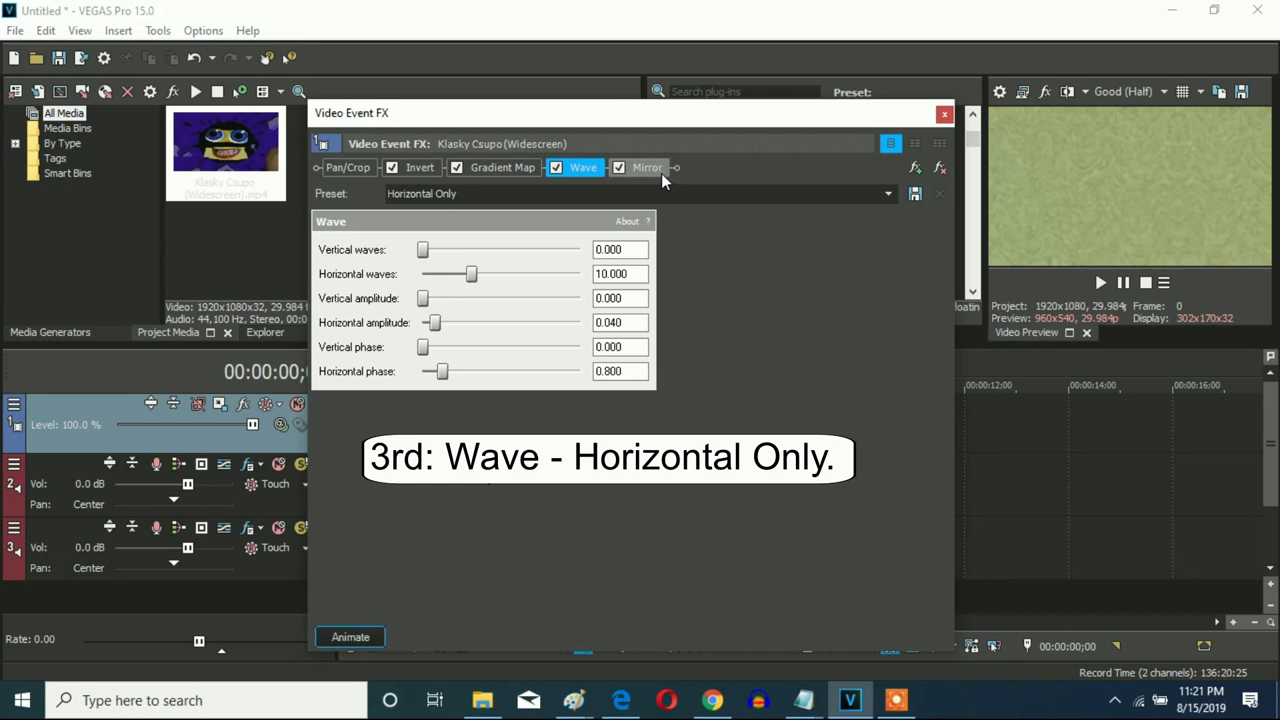 Untitled * - VEGAS Pro 15.0
File Edit View Insert Tools Options Help
All Media
Media Bins
By Type
Tags
Smart Bins
Klasky Csupo
(Widescreen).mp4
Video: 1920x1080x32, 29.984 f
Audio: 44,100 Hz, Stereo, 00:0
Media Generators
Project Media
Explorer
Search plug-ins
Preset:
Good (Half)
Video Event FX
Video Event FX: Klasky Csupo (Widescreen)
Pan/Crop
Invert
Gradient Map
Wave
Mirror
Preset: Horizontal Only
Wave
About ?
Vertical waves: 0.000
Horizontal waves: 10.000
Vertical amplitude: 0.000
Horizontal amplitude: 0.040
Vertical phase: 0.000
Horizontal phase: 0.800
3rd: Wave - Horizontal Only.
Animate
loatin
Project: 1920x1080, 29.984p Frame: 0
Preview: 960x540, 29.984p Display: 302x170x32
Video Preview
00:00:00;
00:00:12;00
00:00:14;00
00:00:16;00
1
Level: 100.0 %
2
Vol: 0.0 dB
Touch
Pan: Center
3
Vol: 0.0 dB
Touch
Pan: Center
Rate: 0.00
00:00:00;00
Record Time (2 channels): 136:20:25
Type here to search
11:21 PM
8/15/2019